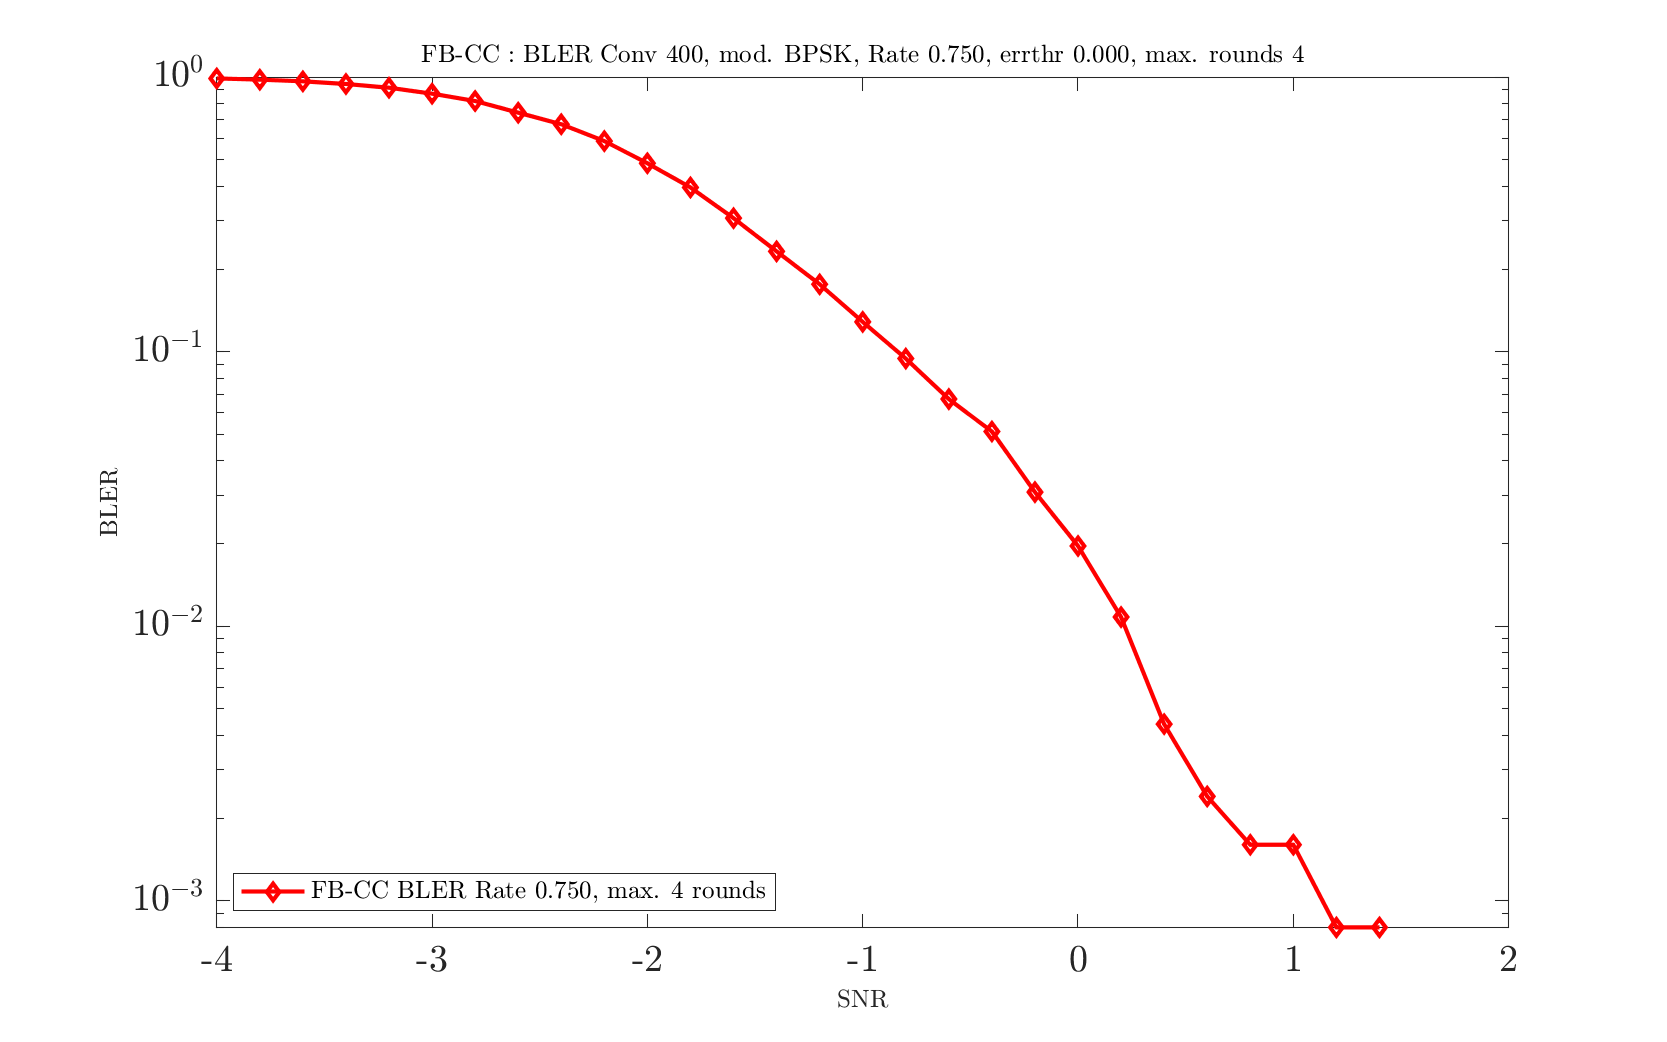 FB-CC : BLER Conv 400, mod. BPSK, Rate 0.750, errthr 0.000, max. rounds 4
10^0
10^{-1}
10^{-2}
10^{-3}
BLER
FB-CC BLER Rate 0.750, max. 4 rounds
-4 -3 -2 -1 0 1 2
SNR